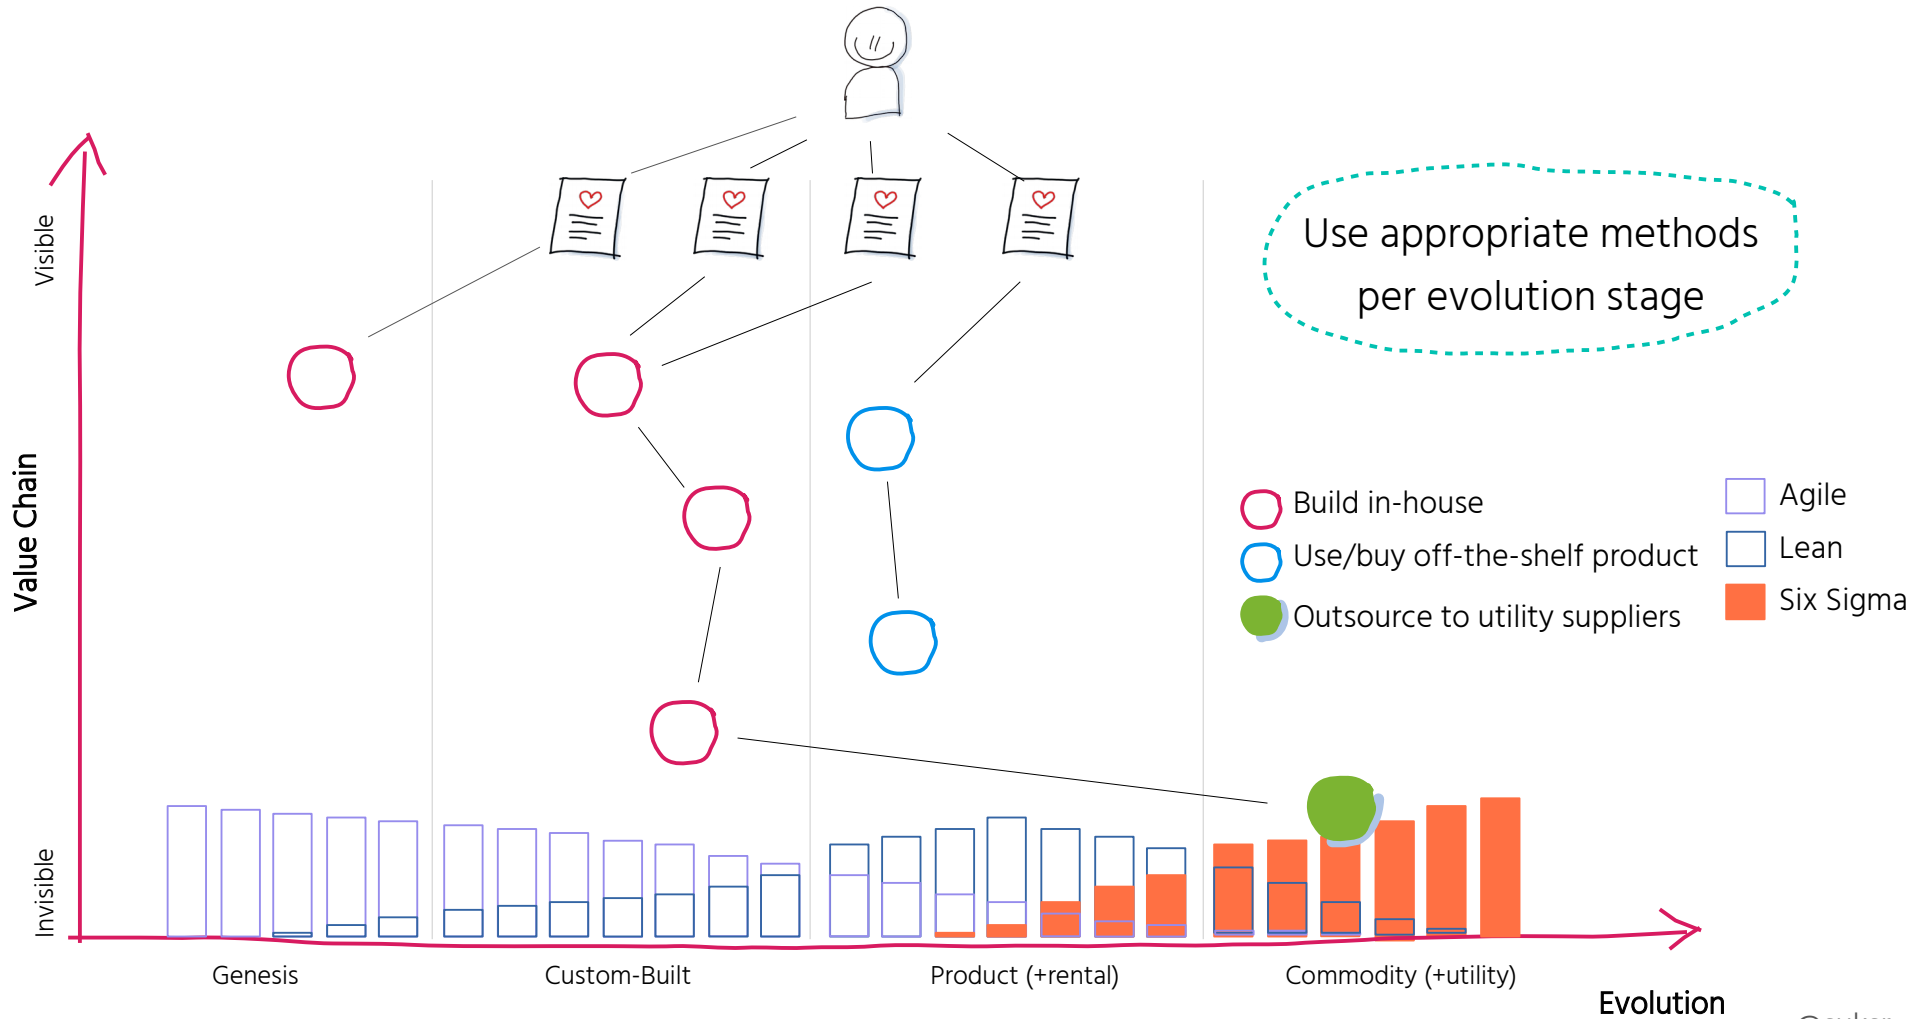 Visible
Use appropriate methods
per evolution stage
Value Chain
Build in-house
Use/buy off-the-shelf product
Outsource to utility suppliers
Agile
Lean
Six Sigma
Invisible
Genesis
Custom-Built
Product (+rental)
Commodity (+utility)
Evolution